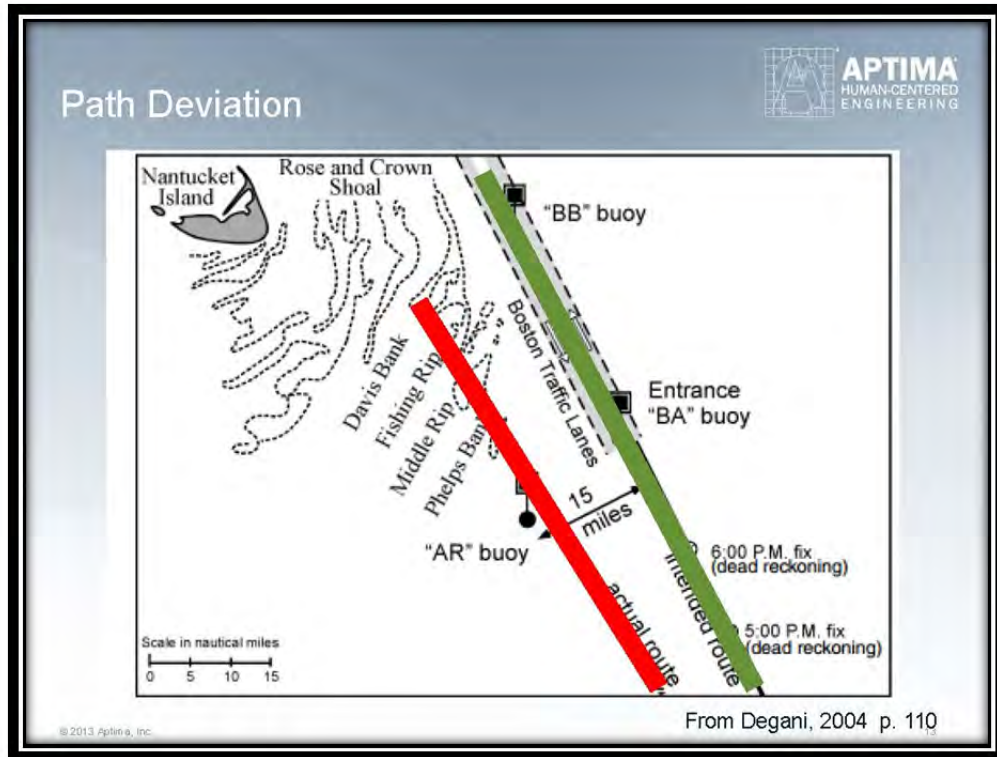 Path Deviation
APTIMA
HUMAN-CENTERED
ENGINEERING
Nantucket
Island
Rose and Crown
Shoal
"BB" buoy
Boston Traffic Lanes
Entrance
"BA" buoy
Davis Bank
Fishing Rip
Middle Rip
Phelps Bank
15
miles
"AR" buoy
6:00 P.M. fix
(dead reckoning)
intended route
actual route
5:00 P.M. fix
(dead reckoning)
Scale in nautical miles
0 5 10 15
From Degani, 2004 p. 110
© 2013 Aptima, Inc.
13